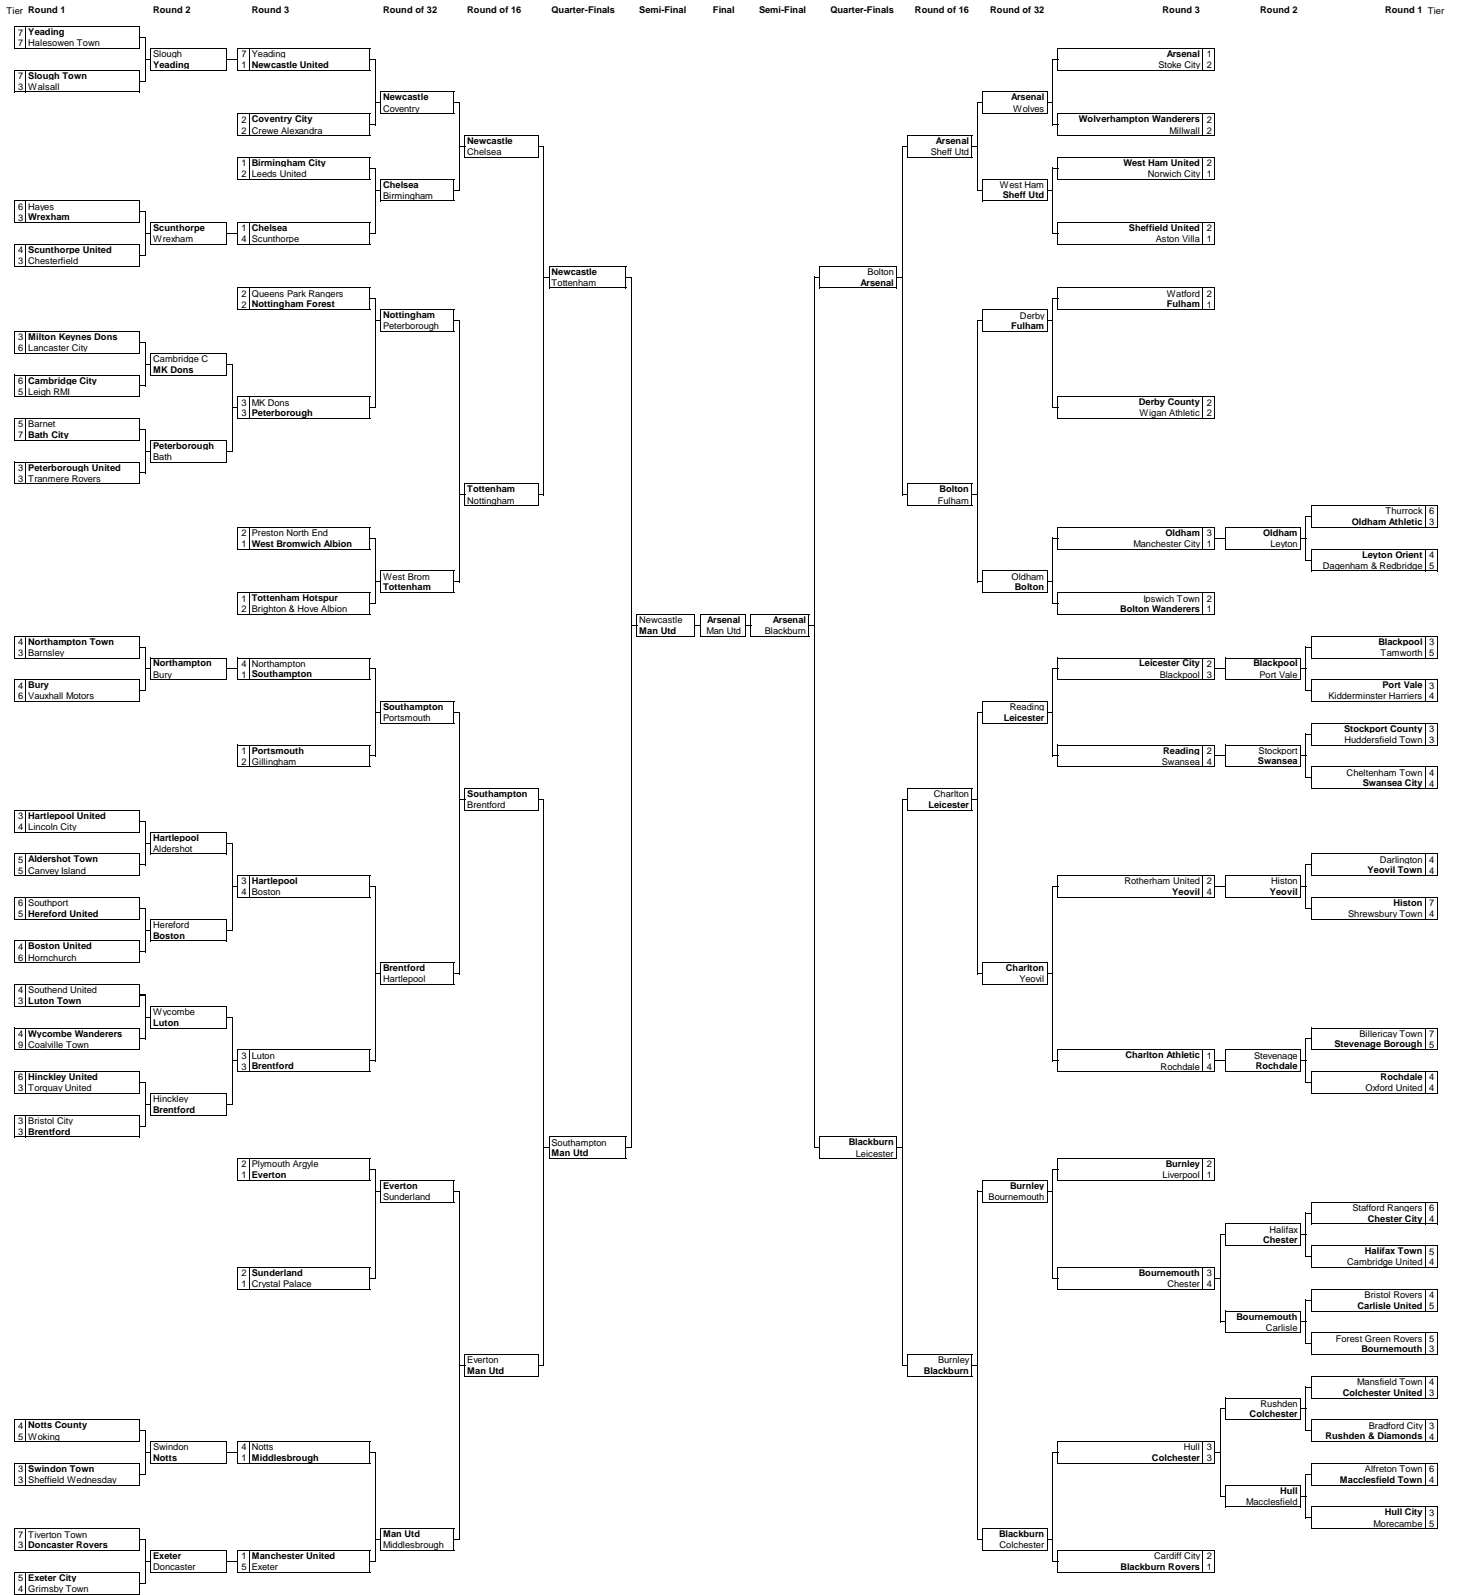 Tier Round 1 Round 2 Round 3 Round of 32 Round of 16 Quarter-Finals Semi-Final Final Semi-Final Quarter-Finals Round of 16 Round of 32 Round 3 Round 2 Round 1 Tier
7 Yeading
7 Halesowen Town
7 Slough Town
3 Walsall
6 Hayes
3 Wrexham
4 Scunthorpe United
3 Chesterfield
3 Milton Keynes Dons
6 Lancaster City
6 Cambridge City
5 Leigh RMI
5 Barnet
7 Bath City
3 Peterborough United
3 Tranmere Rovers
4 Northampton Town
3 Barnsley
4 Bury
6 Vauxhall Motors
3 Hartlepool United
4 Lincoln City
5 Aldershot Town
5 Canvey Island
6 Southport
5 Hereford United
4 Boston United
6 Hornchurch
4 Southend United
3 Luton Town
4 Wycombe Wanderers
9 Coalville Town
6 Hinckley United
3 Torquay United
3 Bristol City
3 Brentford
4 Notts County
5 Woking
3 Swindon Town
3 Sheffield Wednesday
7 Tiverton Town
3 Doncaster Rovers
5 Exeter City
4 Grimsby Town
Slough
Yeading
Scunthorpe
Wrexham
Cambridge C
MK Dons
Peterborough
Bath
Northampton
Bury
Hartlepool
Aldershot
Hereford
Boston
Wycombe
Luton
Hinckley
Brentford
Swindon
Notts
Exeter
Doncaster
7 Yeading
1 Newcastle United
2 Coventry City
2 Crewe Alexandra
1 Birmingham City
2 Leeds United
1 Chelsea
4 Scunthorpe
2 Queens Park Rangers
2 Nottingham Forest
3 MK Dons
3 Peterborough
2 Preston North End
1 West Bromwich Albion
1 Tottenham Hotspur
2 Brighton & Hove Albion
4 Northampton
1 Southampton
1 Portsmouth
2 Gillingham
3 Hartlepool
4 Boston
3 Luton
3 Brentford
2 Plymouth Argyle
1 Everton
2 Sunderland
1 Crystal Palace
4 Notts
1 Middlesbrough
1 Manchester United
5 Exeter
Newcastle
Coventry
Chelsea
Birmingham
Nottingham
Peterborough
West Brom
Tottenham
Southampton
Portsmouth
Brentford
Hartlepool
Everton
Sunderland
Man Utd
Middlesbrough
Newcastle
Chelsea
Tottenham
Nottingham
Southampton
Brentford
Everton
Man Utd
Newcastle
Tottenham
Southampton
Man Utd
Newcastle
Man Utd
Arsenal
Man Utd
Arsenal
Blackburn
Bolton
Arsenal
Blackburn
Leicester
Arsenal
Sheff Utd
Bolton
Fulham
Charlton
Leicester
Burnley
Blackburn
Arsenal
Wolves
West Ham
Sheff Utd
Derby
Fulham
Oldham
Bolton
Reading
Leicester
Charlton
Yeovil
Burnley
Bournemouth
Blackburn
Colchester
Arsenal 1
Stoke City 2
Wolverhampton Wanderers 2
Millwall 2
West Ham United 2
Norwich City 1
Sheffield United 2
Aston Villa 1
Watford 2
Fulham 1
Derby County 2
Wigan Athletic 2
Oldham 3
Manchester City 1
Ipswich Town 2
Bolton Wanderers 1
Leicester City 2
Blackpool 3
Reading 2
Swansea 4
Rotherham United 2
Yeovil 4
Charlton Athletic 1
Rochdale 4
Burnley 2
Liverpool 1
Bournemouth 3
Chester 4
Hull 3
Colchester 3
Cardiff City 2
Blackburn Rovers 1
Oldham
Leyton
Blackpool
Port Vale
Stockport
Swansea
Histon
Yeovil
Stevenage
Rochdale
Halifax
Chester
Bournemouth
Carlisle
Rushden
Colchester
Hull
Macclesfield
Thurrock 6
Oldham Athletic 3
Leyton Orient 4
Dagenham & Redbridge 5
Blackpool 3
Tamworth 5
Port Vale 3
Kidderminster Harriers 4
Stockport County 3
Huddersfield Town 3
Cheltenham Town 4
Swansea City 4
Darlington 4
Yeovil Town 4
Histon 7
Shrewsbury Town 4
Billericay Town 7
Stevenage Borough 5
Rochdale 4
Oxford United 4
Stafford Rangers 6
Chester City 4
Halifax Town 5
Cambridge United 4
Bristol Rovers 4
Carlisle United 5
Forest Green Rovers 5
Bournemouth 3
Mansfield Town 4
Colchester United 3
Bradford City 3
Rushden & Diamonds 4
Alfreton Town 6
Macclesfield Town 4
Hull City 3
Morecambe 5